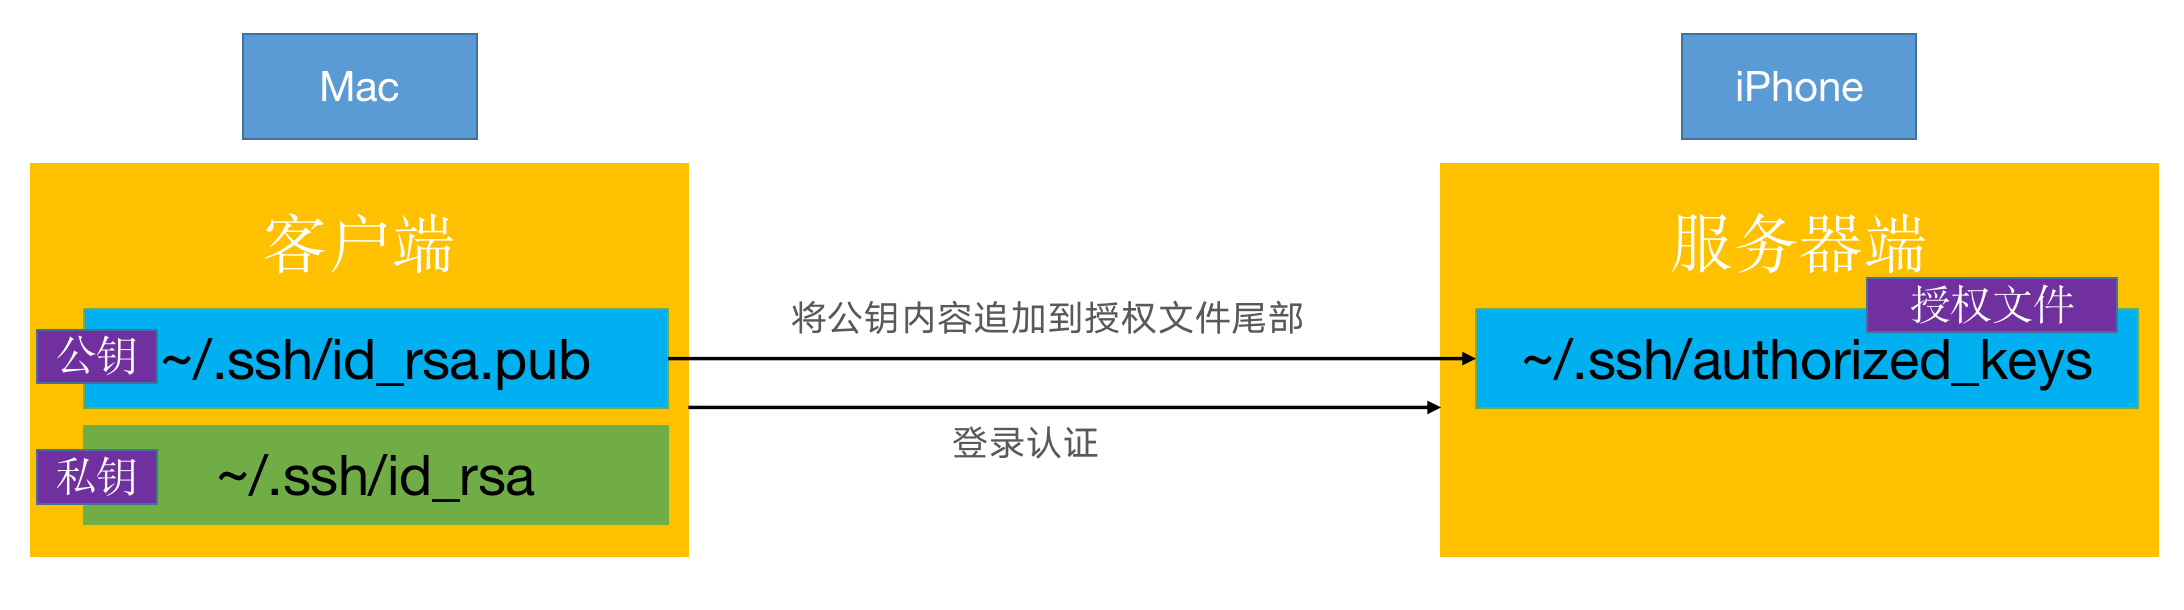 Mac
iPhone
客户端
服务器端
授权文件
将公钥内容追加到授权文件尾部
公钥
~/.ssh/id_rsa.pub
~/.ssh/authorized_keys
登录认证
私钥
~/.ssh/id_rsa